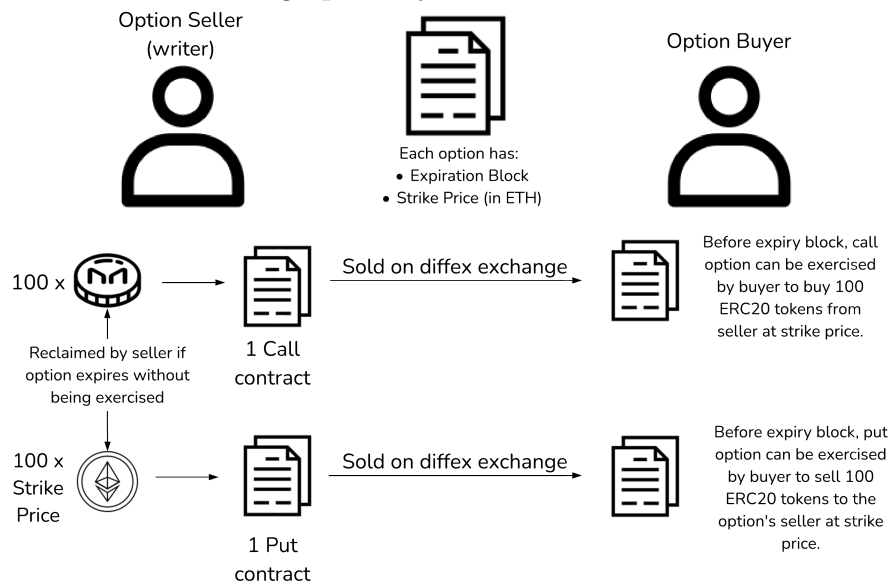 Option Seller
(writer)
Option Buyer
Each option has:
• Expiration Block
• Strike Price (in ETH)
100 x
Sold on diffex exchange
1 Call
contract
Before expiry block, call
option can be exercised
by buyer to buy 100
ERC20 tokens from
seller at strike price.
Reclaimed by seller if
option expires without
being exercised
100 x
Strike
Price
Sold on diffex exchange
1 Put
contract
Before expiry block, put
option can be exercised
by buyer to sell 100
ERC20 tokens to the
option's seller at strike
price.